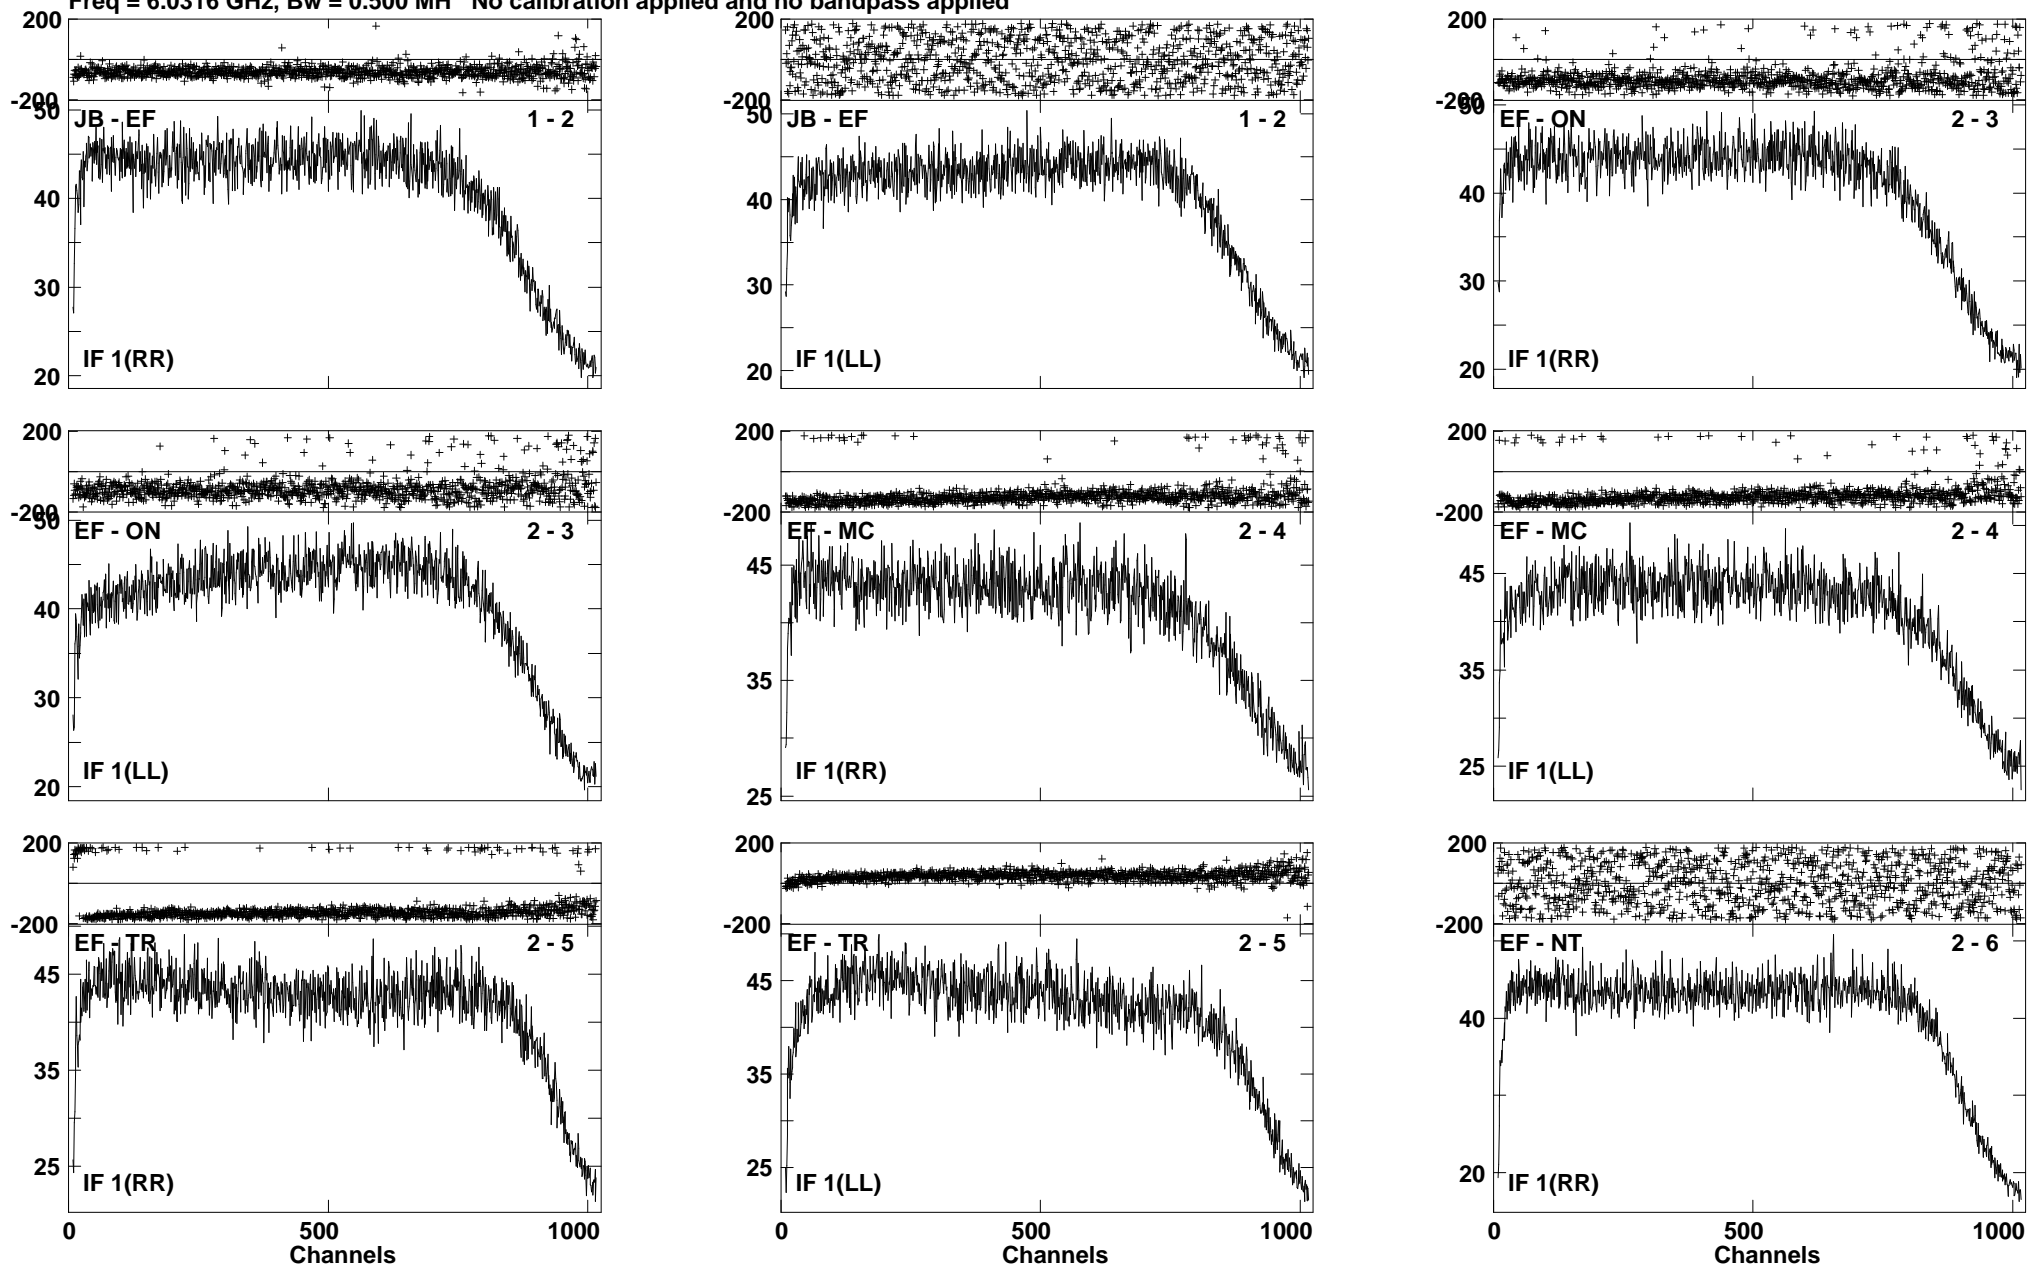 Freq = 6.0316 GHz, Bw = 0.500 MH No calibration applied and no bandpass applied
200 200 200
-200 -200 -200
50 50 50
JB - EF 1 - 2 JB - EF 1 - 2 EF - ON 2 - 3
40 40 40
30 30 30
IF 1(RR) IF 1(LL) IF 1(RR)
20 20 20
200 200 200
-200 -200 -200
50
EF - ON 2 - 3 EF - MC 2 - 4 EF - MC 2 - 4
45 45
40
35 35
30
IF 1(LL) IF 1(RR) IF 1(LL)
20 25 25
200 200 200
-200 -200 -200
EF - TR 2 - 5 EF - TR 2 - 5 EF - NT 2 - 6
45 45 40
35 35
25 25 20
IF 1(RR) IF 1(LL) IF 1(RR)
0 500 1000 0 500 1000 0 500 1000
Channels Channels Channels